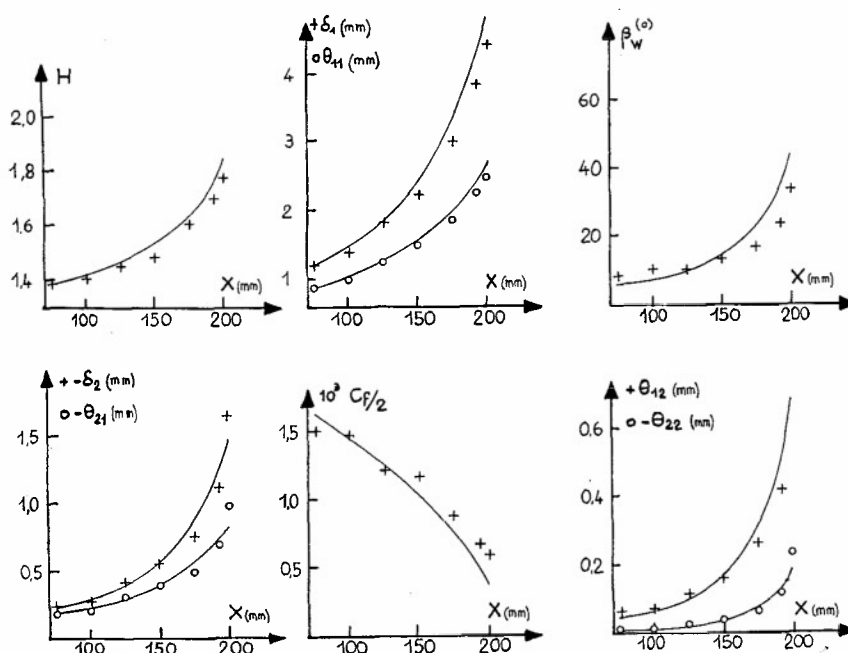 H
2,0
1,8
1,6
1,4
X (mm)
100 150 200
+ δ₁ (mm)
o θ₁₁ (mm)
4
3
2
1
X (mm)
100 150 200
β_w (o)
80
60
40
20
X (mm)
100 150 200
+ -δ₂ (mm)
o -θ₂₁ (mm)
1,5
1,0
0,5
X (mm)
100 150 200
10³ Cf/2
1,5
1,0
0,5
X (mm)
100 150 200
+ θ₁₂ (mm)
o -θ₂₂ (mm)
0,6
0,4
0,2
X (mm)
100 150 200